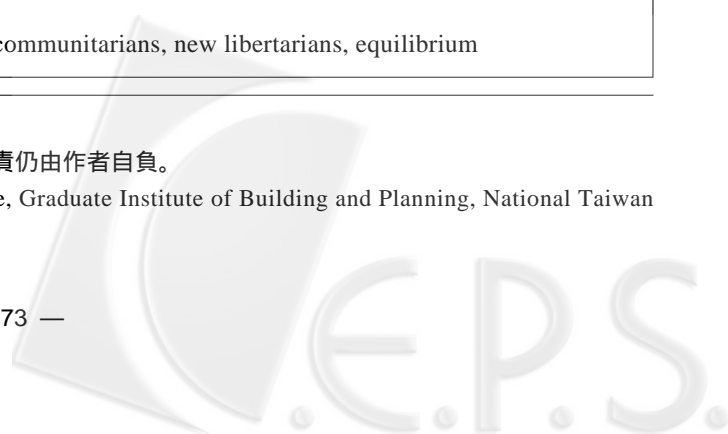 communitarians, new libertarians, equilibrium
責仍由作者自負。
e, Graduate Institute of Building and Planning, National Taiwan
73 —
C.E.P.S.